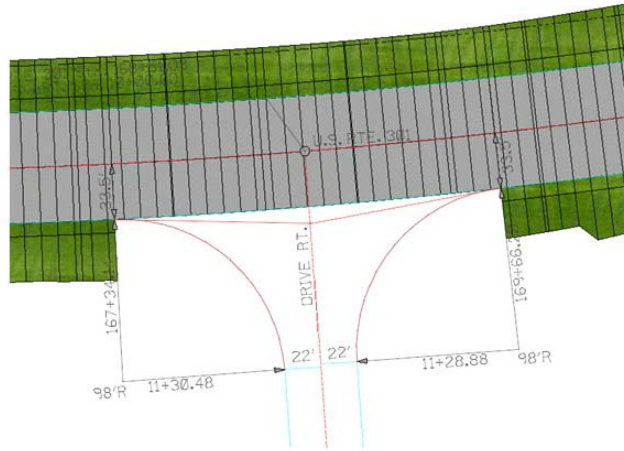 U.S. RTE. 301
33.5'
33.5'
DRIVE RT.
167+34.
169+66.
22' 22'
98'R
11+30.48
11+28.88
98'R